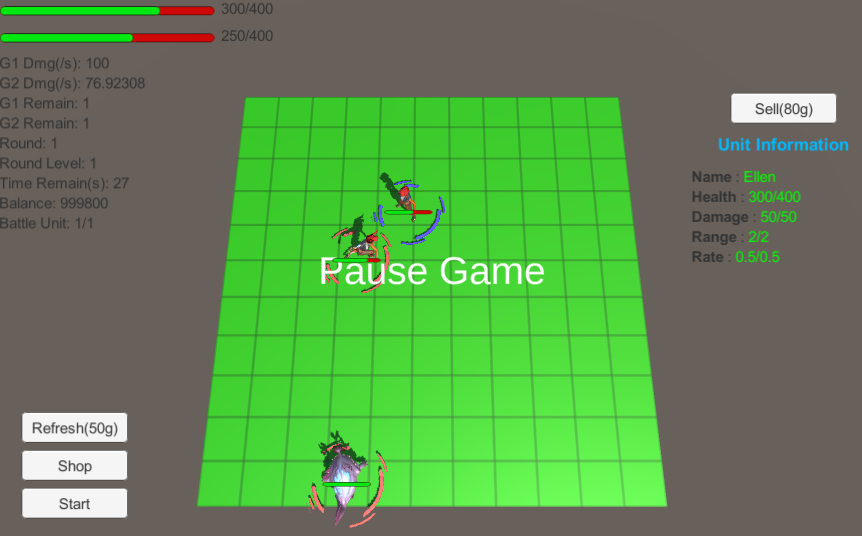 300/400
250/400
G1 Dmg(/s): 100
G2 Dmg(/s): 76.92308
G1 Remain: 1
G2 Remain: 1
Round: 1
Round Level: 1
Time Remain(s): 27
Balance: 999800
Battle Unit: 1/1
Sell(80g)
Unit Information
Name : Ellen
Health : 300/400
Damage : 50/50
Range : 2/2
Rate : 0.5/0.5
Pause Game
Refresh(50g)
Shop
Start